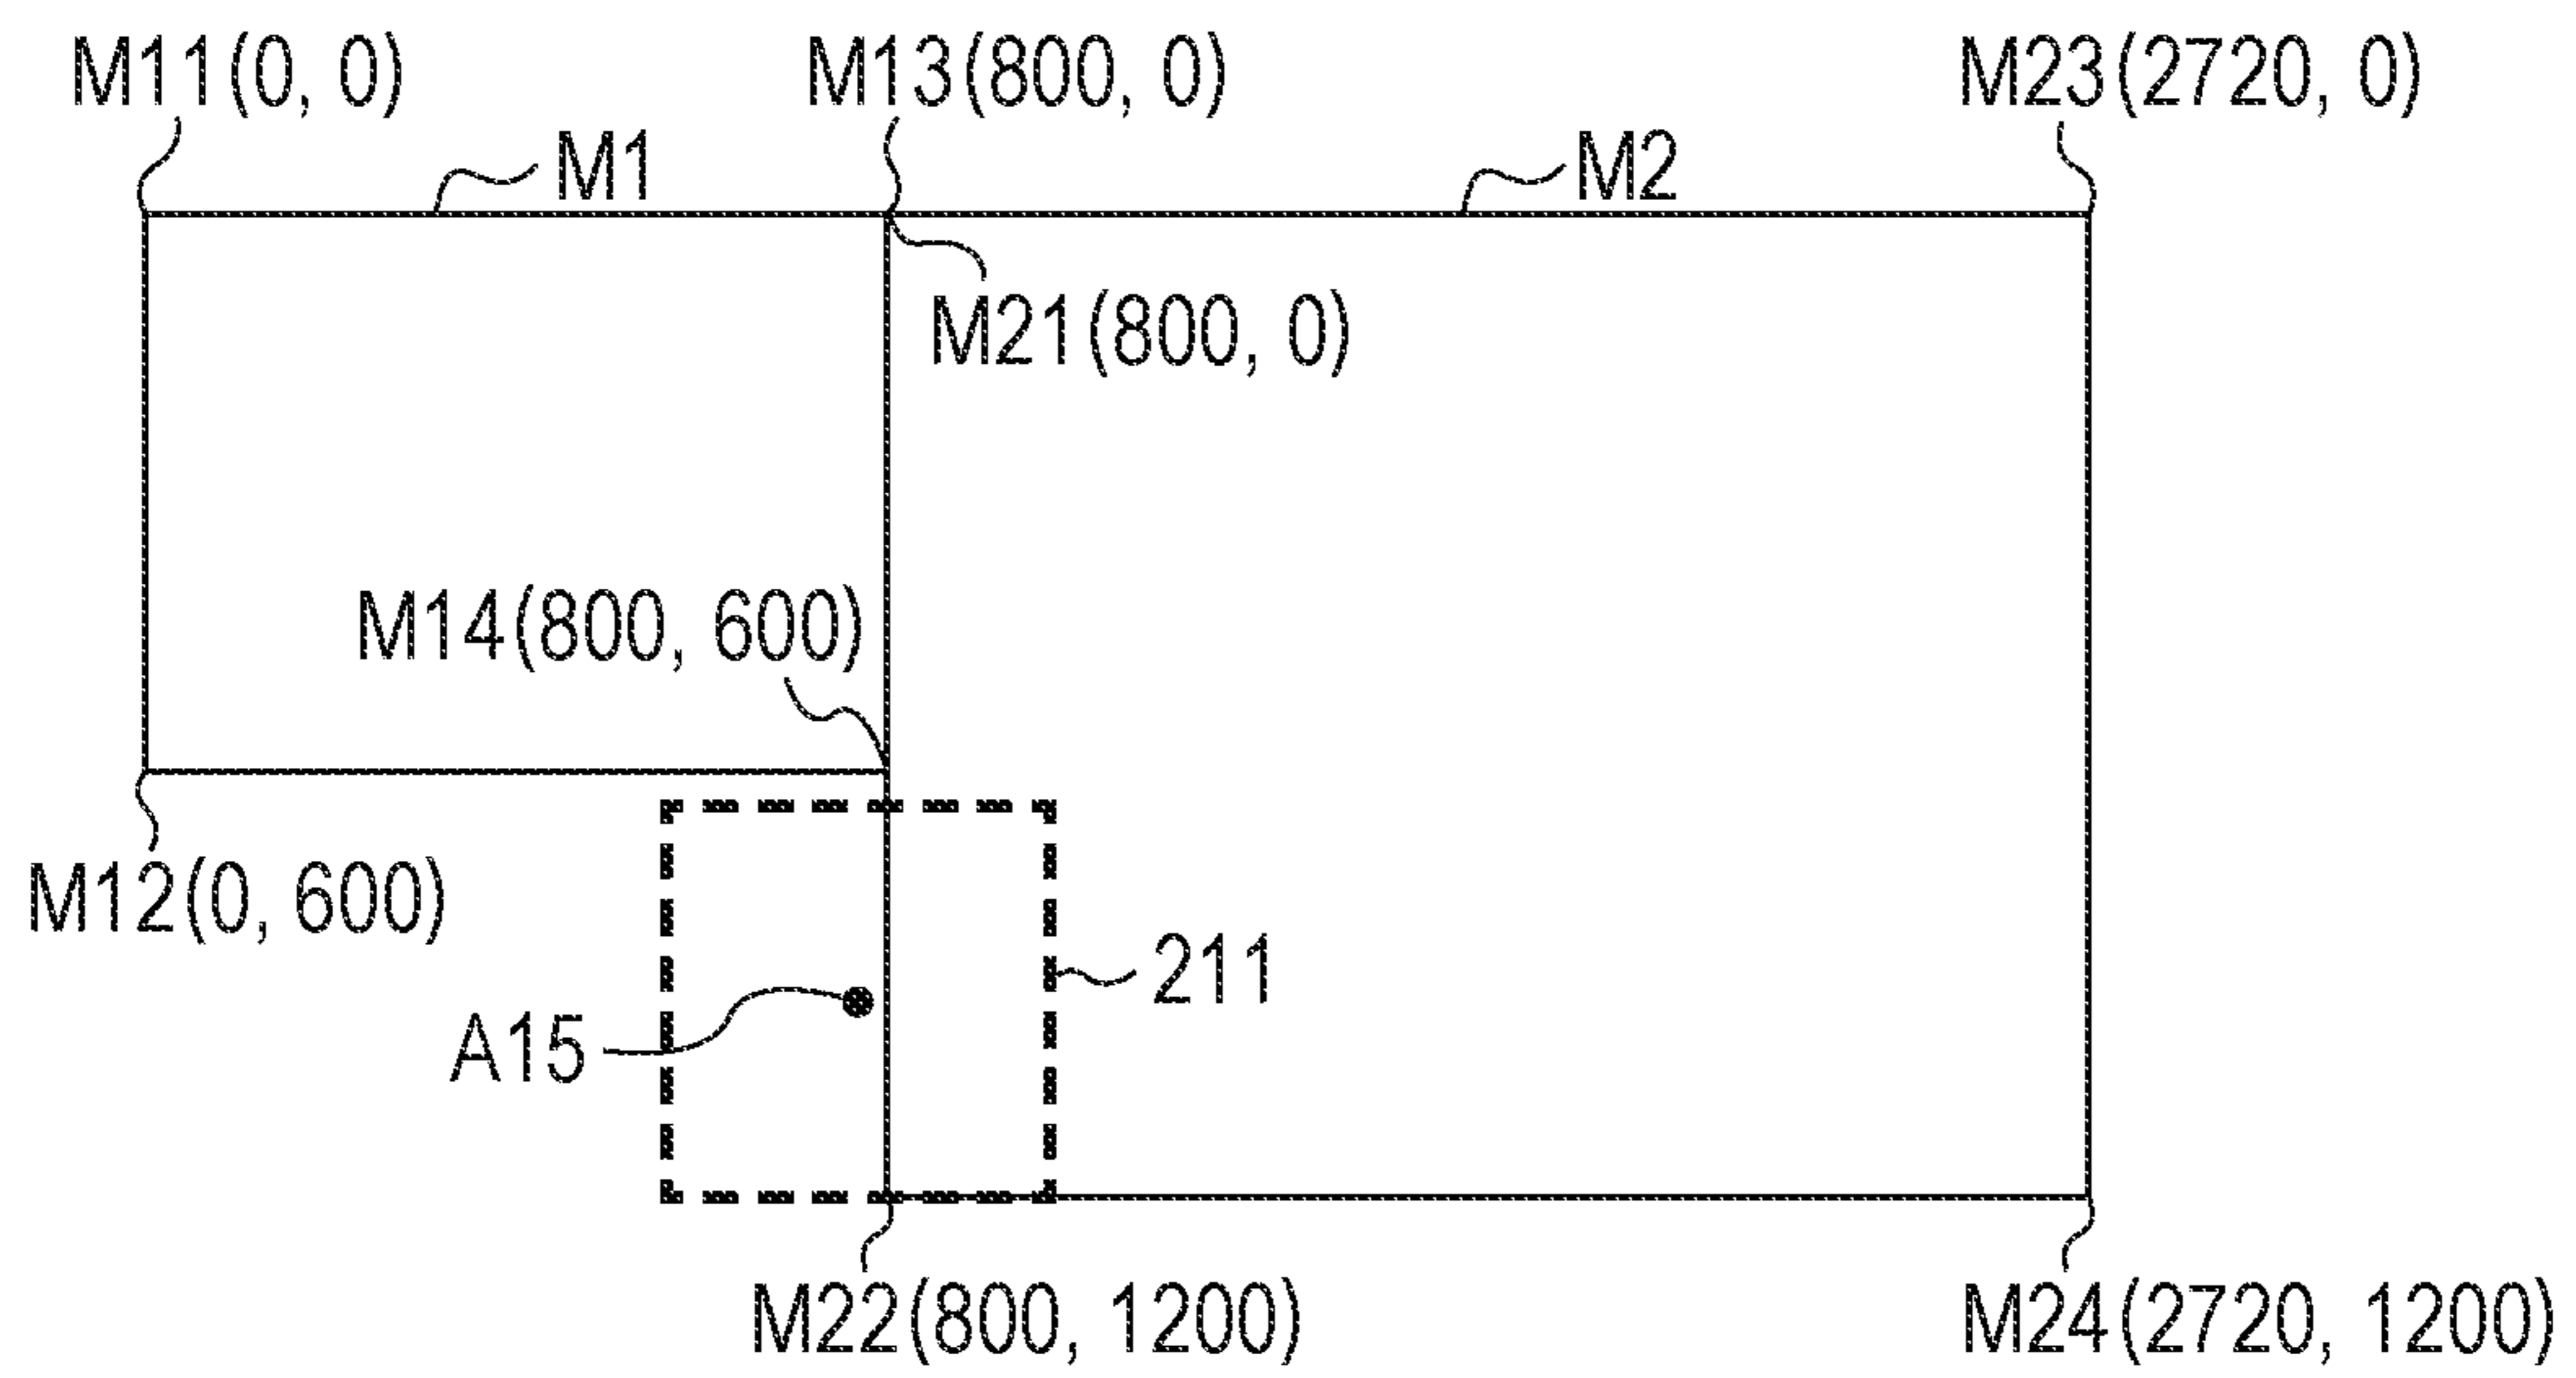 M11(0, 0)
M13(800, 0)
M23(2720, 0)
M1
M2
M21(800, 0)
M14(800, 600)
M12(0, 600)
211
A15
M22(800, 1200)
M24(2720, 1200)